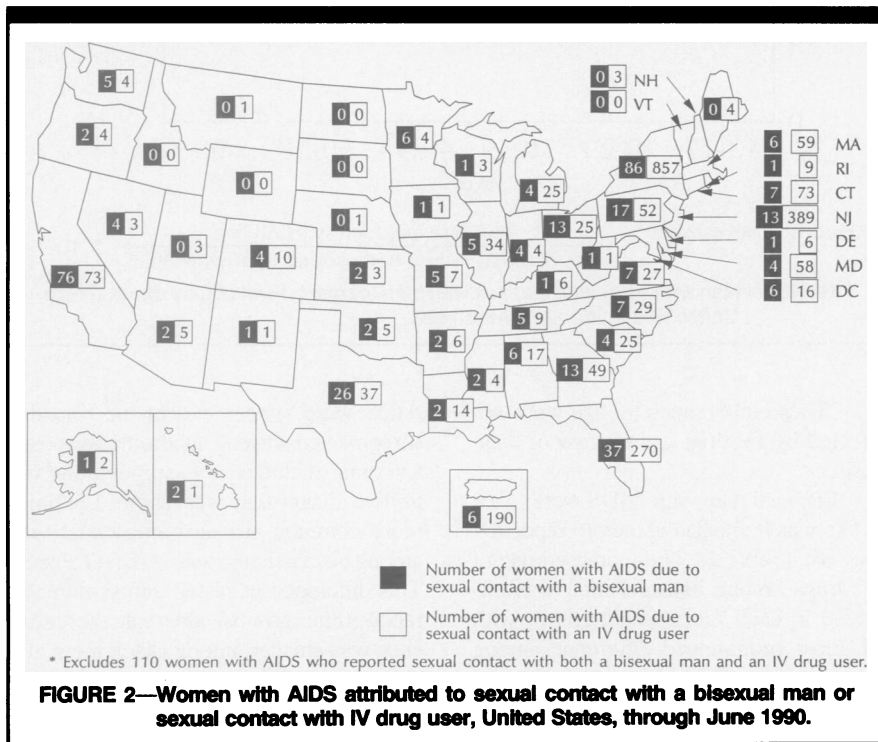 0 3 NH
0 0 VT
5 4
0 1
0 0
0 4
2 4
6 4
0 0
0 0
1 3
86 857
6 59 MA
1 9 RI
0 0
4 25
7 73 CT
1 1
17 52
13 389 NJ
4 3
0 1
13 25
1 6 DE
0 3
4 10
5 34
4 4
1 1
4 58 MD
76 73
2 3
5 7
1 6
7 27
6 16 DC
2 5
1 1
2 5
5 9
7 29
2 6
6 17
4 25
26 37
2 4
13 49
2 14
1 2
2 1
37 270
6 190
Number of women with AIDS due to
sexual contact with a bisexual man
Number of women with AIDS due to
sexual contact with an IV drug user
* Excludes 110 women with AIDS who reported sexual contact with both a bisexual man and an IV drug user.
FIGURE 2—Women with AIDS attributed to sexual contact with a bisexual man or
sexual contact with IV drug user, United States, through June 1990.